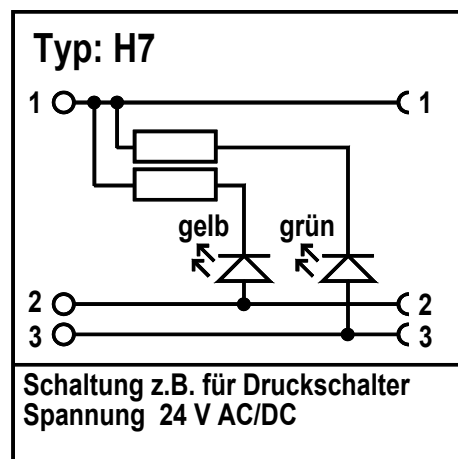 Typ: H7
1 1
gelb grün
2 2
3 3
Schaltung z.B. für Druckschalter
Spannung 24 V AC/DC